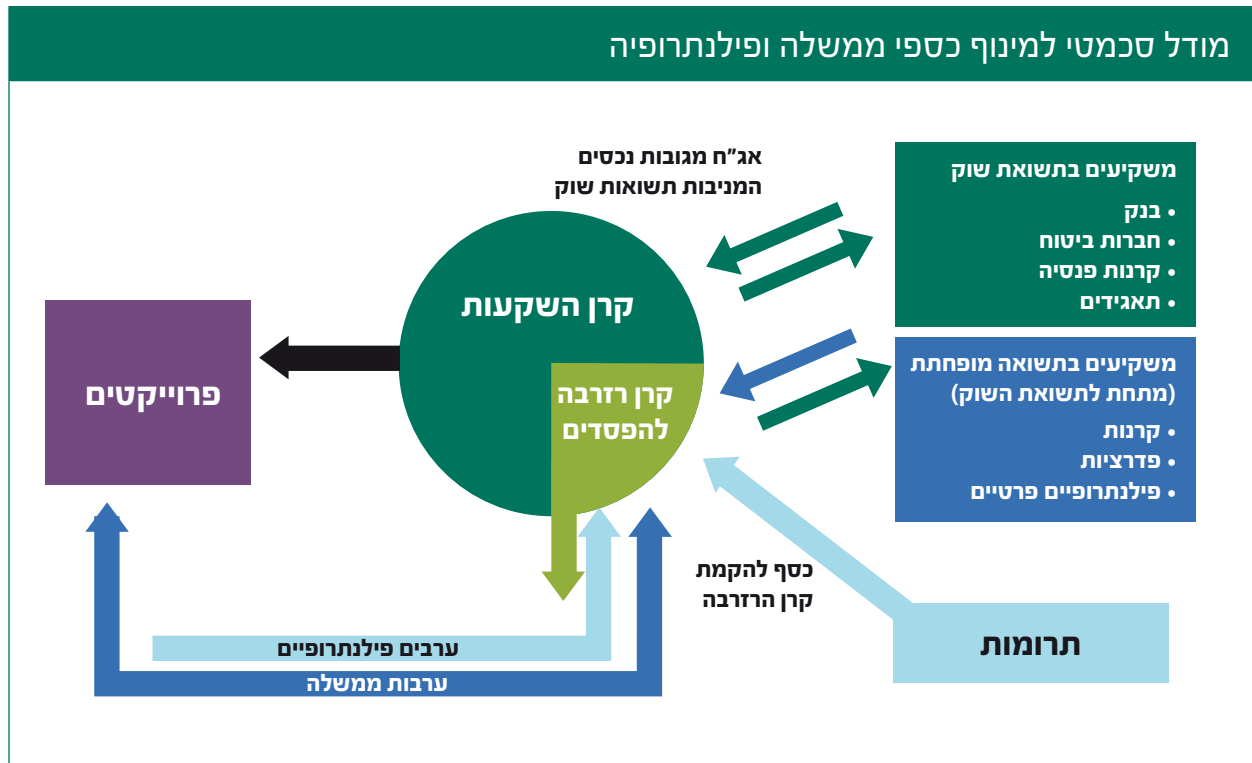 מודל סכמטי למינוף כספי ממשלה ופילנתרופיה
משקיעים בתשואת שוק
• בנק
• חברות ביטוח
• קרנות פנסיה
• תאגידים
אג"ח מגובות נכסים
המניבות תשואות שוק
קרן השקעות
קרן רזרבה
להפסדים
פרוייקטים
משקיעים בתשואה מופחתת
(מתחת לתשואת השוק)
• קרנות
• פדרציות
• פילנתרופיים פרטיים
כסף להקמת
קרן הרזרבה
תרומות
ערבים פילנתרופיים
ערבות ממשלה